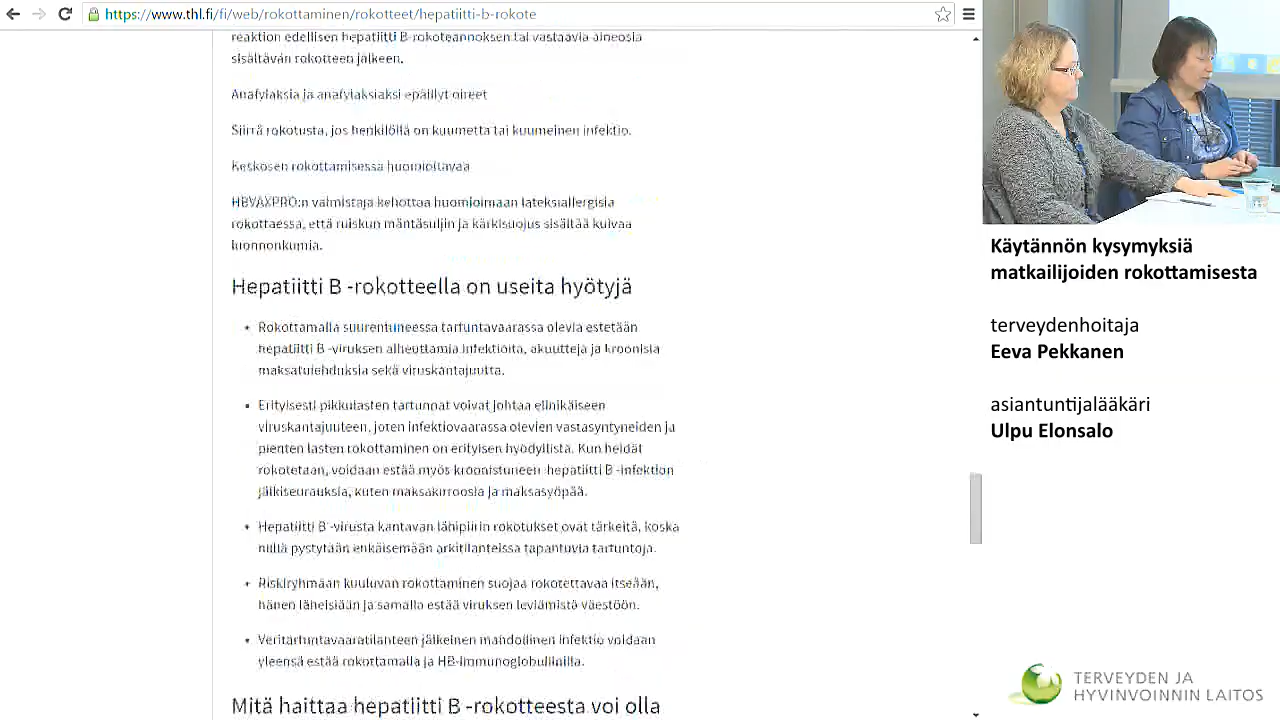 https://www.thl.fi/fi/web/rokottaminen/rokotteet/hepatiitti-b-rokote
reaktion edellisen hepatiitti B-rokoteannoksen tai vastaavia aineosia
sisältävän rokotteen jälkeen.
Anafylaksia ja anafylaksiaksi epäillyt oireet
Siirrä rokotusta, jos henkilöllä on kuumetta tai kuumeinen infektio.
Keskosen rokottamisessa huomioitavaa
HBVAXPRO:n valmistaja kehottaa huomioimaan lateksiallergisia
rokottaessa, että ruiskun mäntäsuljin ja kärkisuojus sisältää kuivaa
luonnonkumia.
Hepatiitti B -rokotteella on useita hyötyjä
• Rokottamalla suurentuneessa tartuntavaarassa olevia estetään
hepatiitti B -viruksen aiheuttamia infektioita, akuutteja ja kroonisia
maksatulehduksia sekä viruskantajuutta.
• Erityisesti pikkulasten tartunnat voivat johtaa elinikäiseen
viruskantajuuteen, joten infektiovaarassa olevien vastasyntyneiden ja
pienten lasten rokottaminen on erityisen hyödyllistä. Kun heidät
rokotetaan, voidaan estää myös kroonistuneen hepatiitti B -infektion
jälkiseurauksia, kuten maksakirroosia ja maksasyöpää.
• Hepatiitti B -virusta kantavan lähipiirin rokotukset ovat tärkeitä, koska
niillä pystytään ehkäisemään arkitilanteissa tapahtuvia tartuntoja.
• Riskiryhmään kuuluvan rokottaminen suojaa rokotettavaa itseään,
hänen läheisiään ja samalla estää viruksen leviämistä väestöön.
• Veritartuntavaaratilanteen jälkeinen mahdollinen infektio voidaan
yleensä estää rokottamalla ja HB-immunoglobuliinilla.
Mitä haittaa hepatiitti B -rokotteesta voi olla
Käytännön kysymyksiä
matkailijoiden rokottamisesta
terveydenhoitaja
Eeva Pekkanen
asiantuntijalääkäri
Ulpu Elonsalo
TERVEYDEN JA
HYVINVOINNIN LAITOS